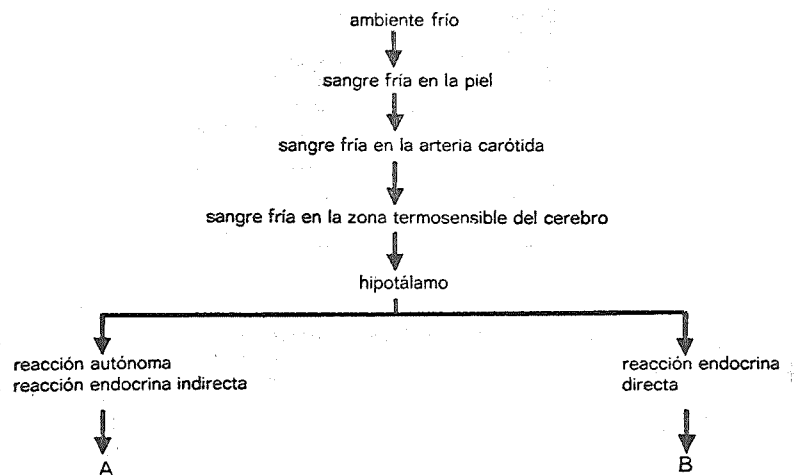 ambiente frío
sangre fría en la piel
sangre fría en la arteria carótida
sangre fría en la zona termosensible del cerebro
hipotálamo
reacción autónoma
reacción endocrina indirecta
reacción endocrina
directa
A
B